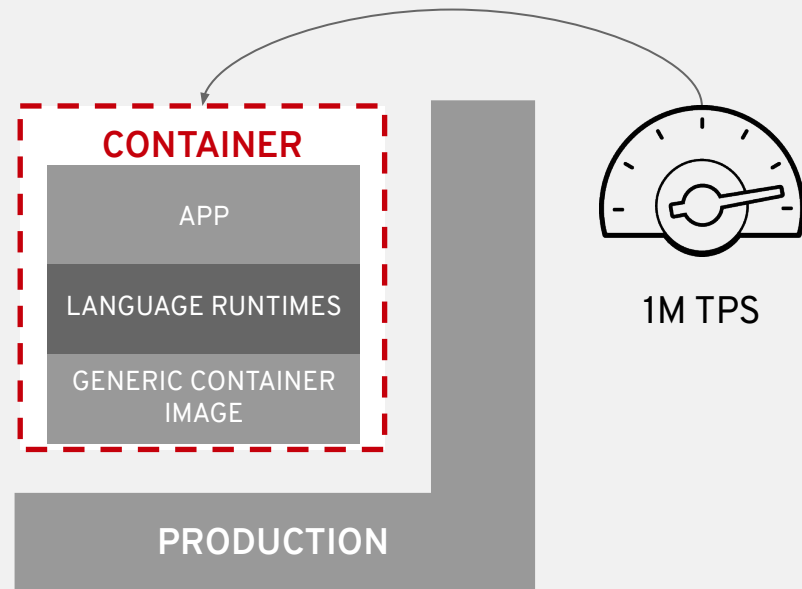 CONTAINER
APP
LANGUAGE RUNTIMES
GENERIC CONTAINER
IMAGE
1M TPS
PRODUCTION